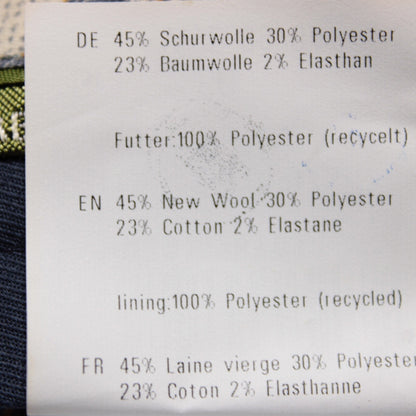 DE 45% Schurwolle 30% Polyester
23% Baumwolle 2% Elasthan
Futter:100% Polyester (recycelt)
EN 45% New Wool 30% Polyester
23% Cotton 2% Elastane
lining:100% Polyester (recycled)
FR 45% Laine vierge 30% Polyester
23% Coton 2% Elasthanne